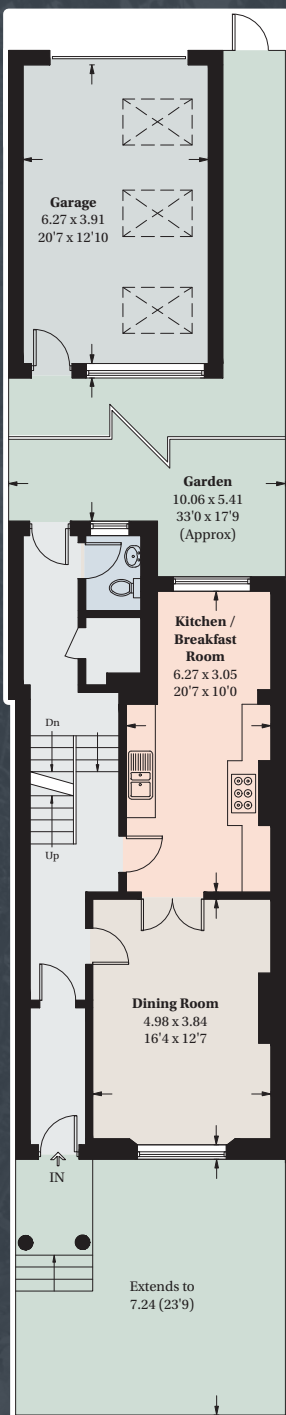 Garage
6.27 x 3.91
20'7 x 12'10
Garden
10.06 x 5.41
33'0 x 17'9
(Approx)
Kitchen /
Breakfast
Room
6.27 x 3.05
20'7 x 10'0
Dn
Up
Dining Room
4.98 x 3.84
16'4 x 12'7
IN
Extends to
7.24 (23'9)